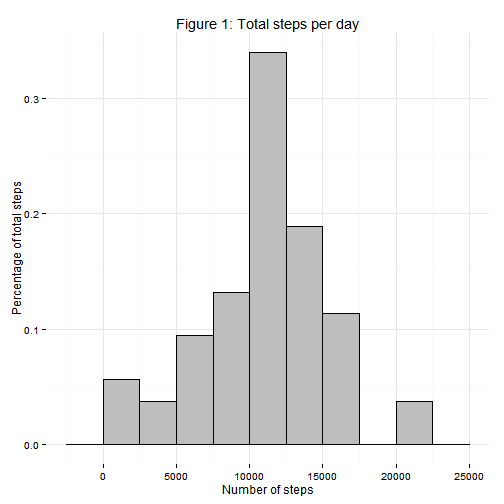 Figure 1: Total steps per day
Percentage of total steps
0.3
0.2
0.1
0.0
0 5000 10000 15000 20000 25000
Number of steps